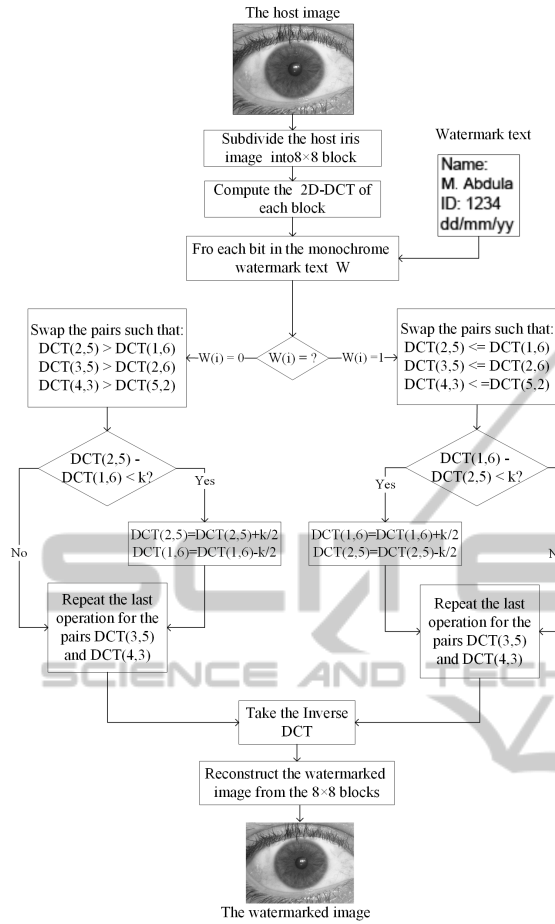 The host image
Subdivide the host iris
image into8×8 block
Watermark text
Name:
M. Abdula
ID: 1234
dd/mm/yy
Compute the 2D-DCT of
each block
Fro each bit in the monochrome
watermark text W
Swap the pairs such that:
DCT(2,5) > DCT(1,6)
DCT(3,5) > DCT(2,6)
DCT(4,3) > DCT(5,2)
W(i) = 0
W(i) = ?
W(i) =1
Swap the pairs such that:
DCT(2,5) <= DCT(1,6)
DCT(3,5) <= DCT(2,6)
DCT(4,3) < =DCT(5,2)
DCT(2,5) -
DCT(1,6) < k?
Yes
No
DCT(2,5)=DCT(2,5)+k/2
DCT(1,6)=DCT(1,6)-k/2
DCT(1,6) -
DCT(2,5) < k?
Yes
DCT(1,6)=DCT(1,6)+k/2
DCT(2,5)=DCT(2,5)-k/2
Repeat the last
operation for the
pairs DCT(3,5)
and DCT(4,3)
Repeat the last
operation for the
pairs DCT(3,5)
and DCT(4,3)
SCIENCE AND TECH
Take the Inverse
DCT
Reconstruct the watermarked
image from the 8×8 blocks
The watermarked image